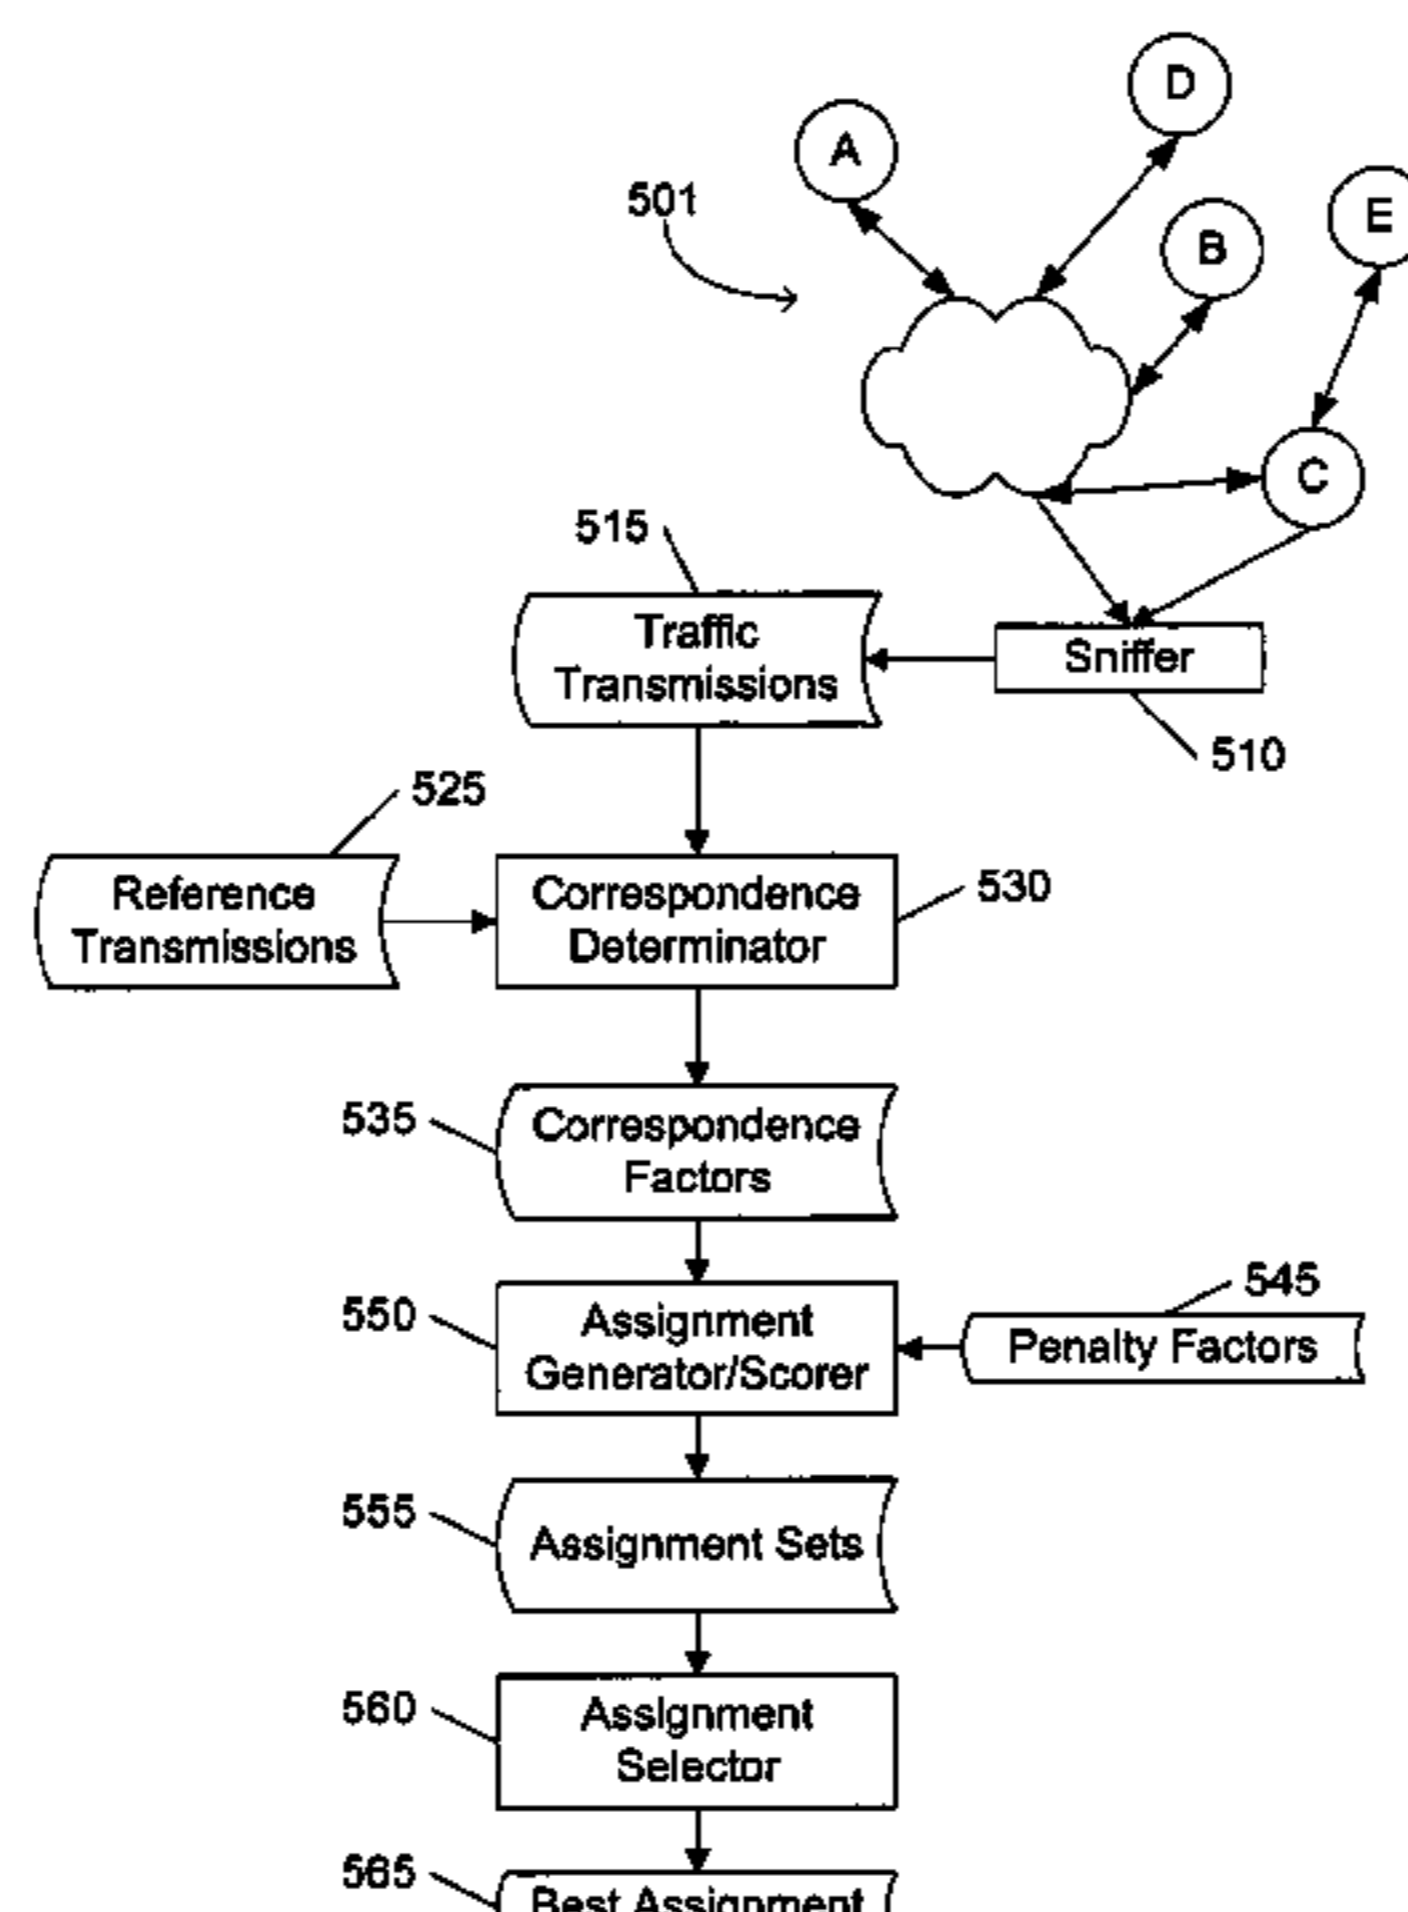 D
A
501
E
B
C
515
Traffic
Transmissions
Sniffer
510
525
Reference
Transmissions
Correspondence
Determinator
530
535
Correspondence
Factors
545
550
Assignment
Generator/Scorer
Penalty Factors
555
Assignment Sets
560
Assignment
Selector
565
Best Assignment